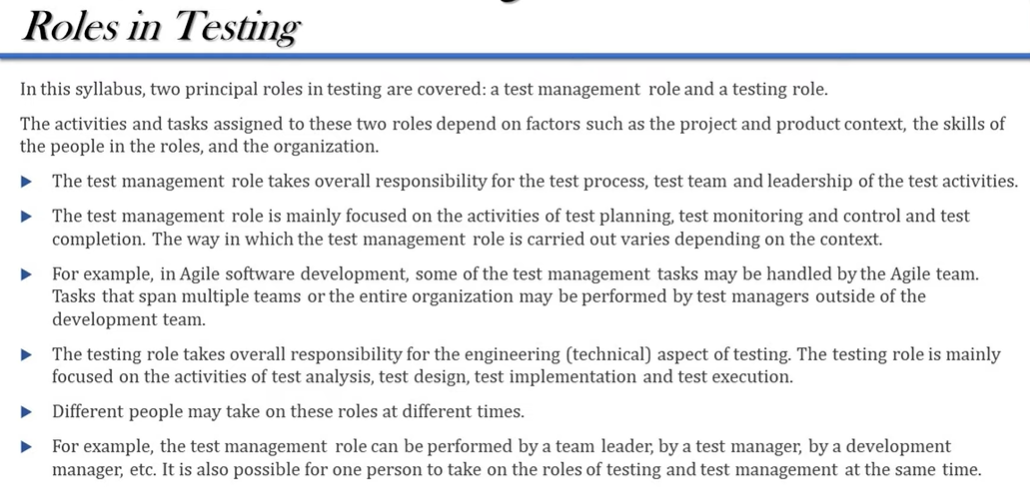 Roles in Testing
In this syllabus, two principal roles in testing are covered: a test management role and a testing role.
The activities and tasks assigned to these two roles depend on factors such as the project and product context, the skills of
the people in the roles, and the organization.
The test management role takes overall responsibility for the test process, test team and leadership of the test activities.
The test management role is mainly focused on the activities of test planning, test monitoring and control and test
completion. The way in which the test management role is carried out varies depending on the context.
For example, in Agile software development, some of the test management tasks may be handled by the Agile team.
Tasks that span multiple teams or the entire organization may be performed by test managers outside of the
development team.
The testing role takes overall responsibility for the engineering (technical) aspect of testing. The testing role is mainly
focused on the activities of test analysis, test design, test implementation and test execution.
Different people may take on these roles at different times.
For example, the test management role can be performed by a team leader, by a test manager, by a development
manager, etc. It is also possible for one person to take on the roles of testing and test management at the same time.